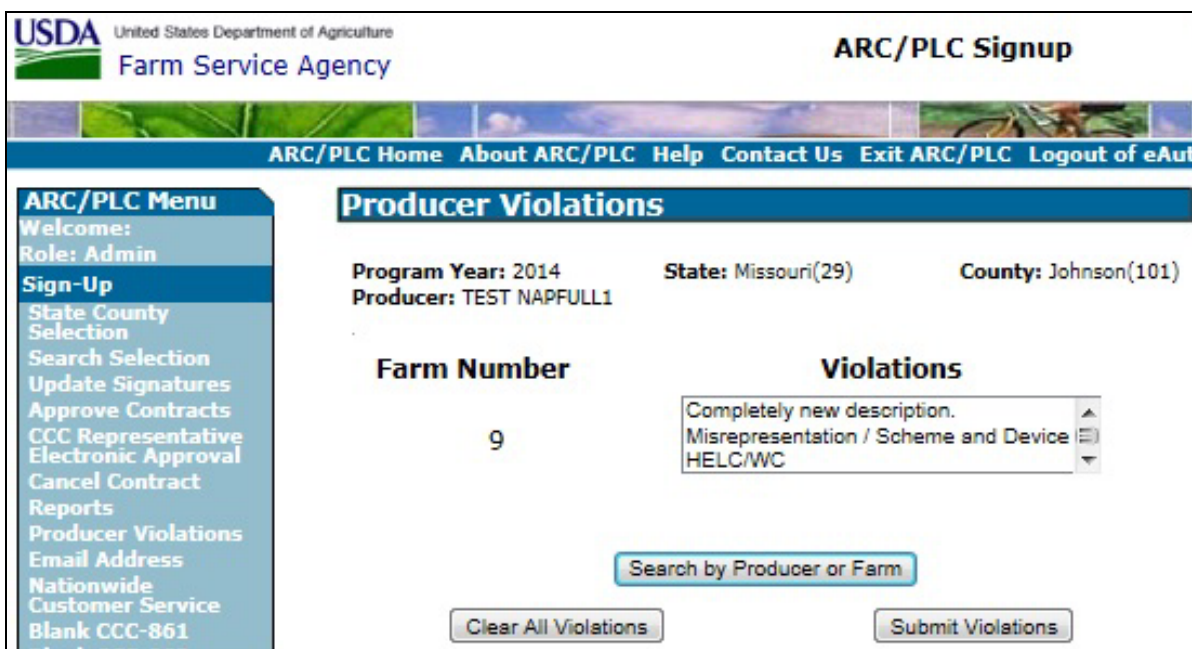 USDA United States Department of Agriculture
Farm Service Agency
ARC/PLC Signup
ARC/PLC Home About ARC/PLC Help Contact Us Exit ARC/PLC Logout of eAut
ARC/PLC Menu
Welcome:
Role: Admin
Sign-Up
State County
Selection
Search Selection
Update Signatures
Approve Contracts
CCC Representative
Electronic Approval
Cancel Contract
Reports
Producer Violations
Email Address
Nationwide
Customer Service
Blank CCC-861
Producer Violations
Program Year: 2014 State: Missouri(29) County: Johnson(101)
Producer: TEST NAPFULL1
Farm Number Violations
9
Completely new description.
Misrepresentation / Scheme and Device
HELC/WC
Search by Producer or Farm
Clear All Violations Submit Violations